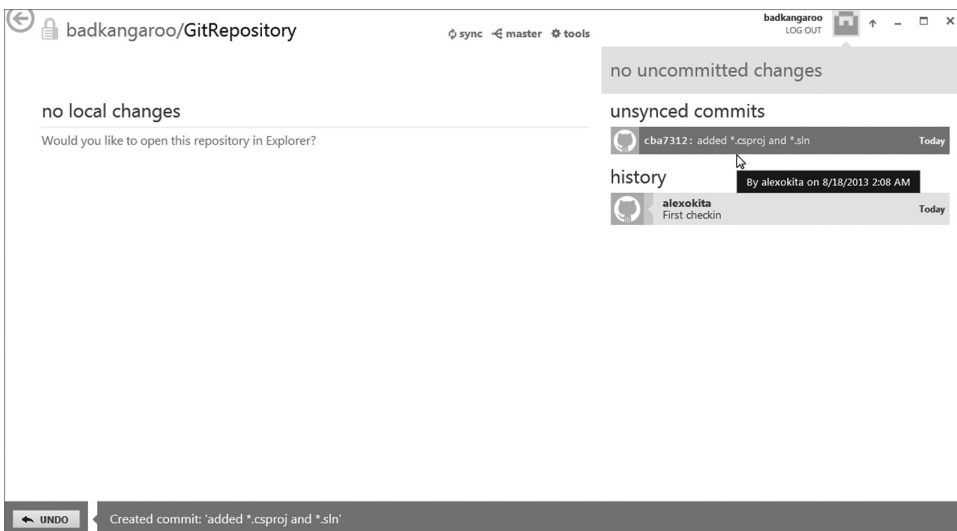 badkangaroo/GitRepository
sync master tools
badkangaroo
LOG OUT
no uncommitted changes
no local changes
Would you like to open this repository in Explorer?
unsynced commits
cba7312: added *.csproj and *.sln Today
By alexokita on 8/18/2013 2:08 AM
history
alexokita
First checkin
Today
UNDO
Created commit: 'added *.csproj and *.sln'